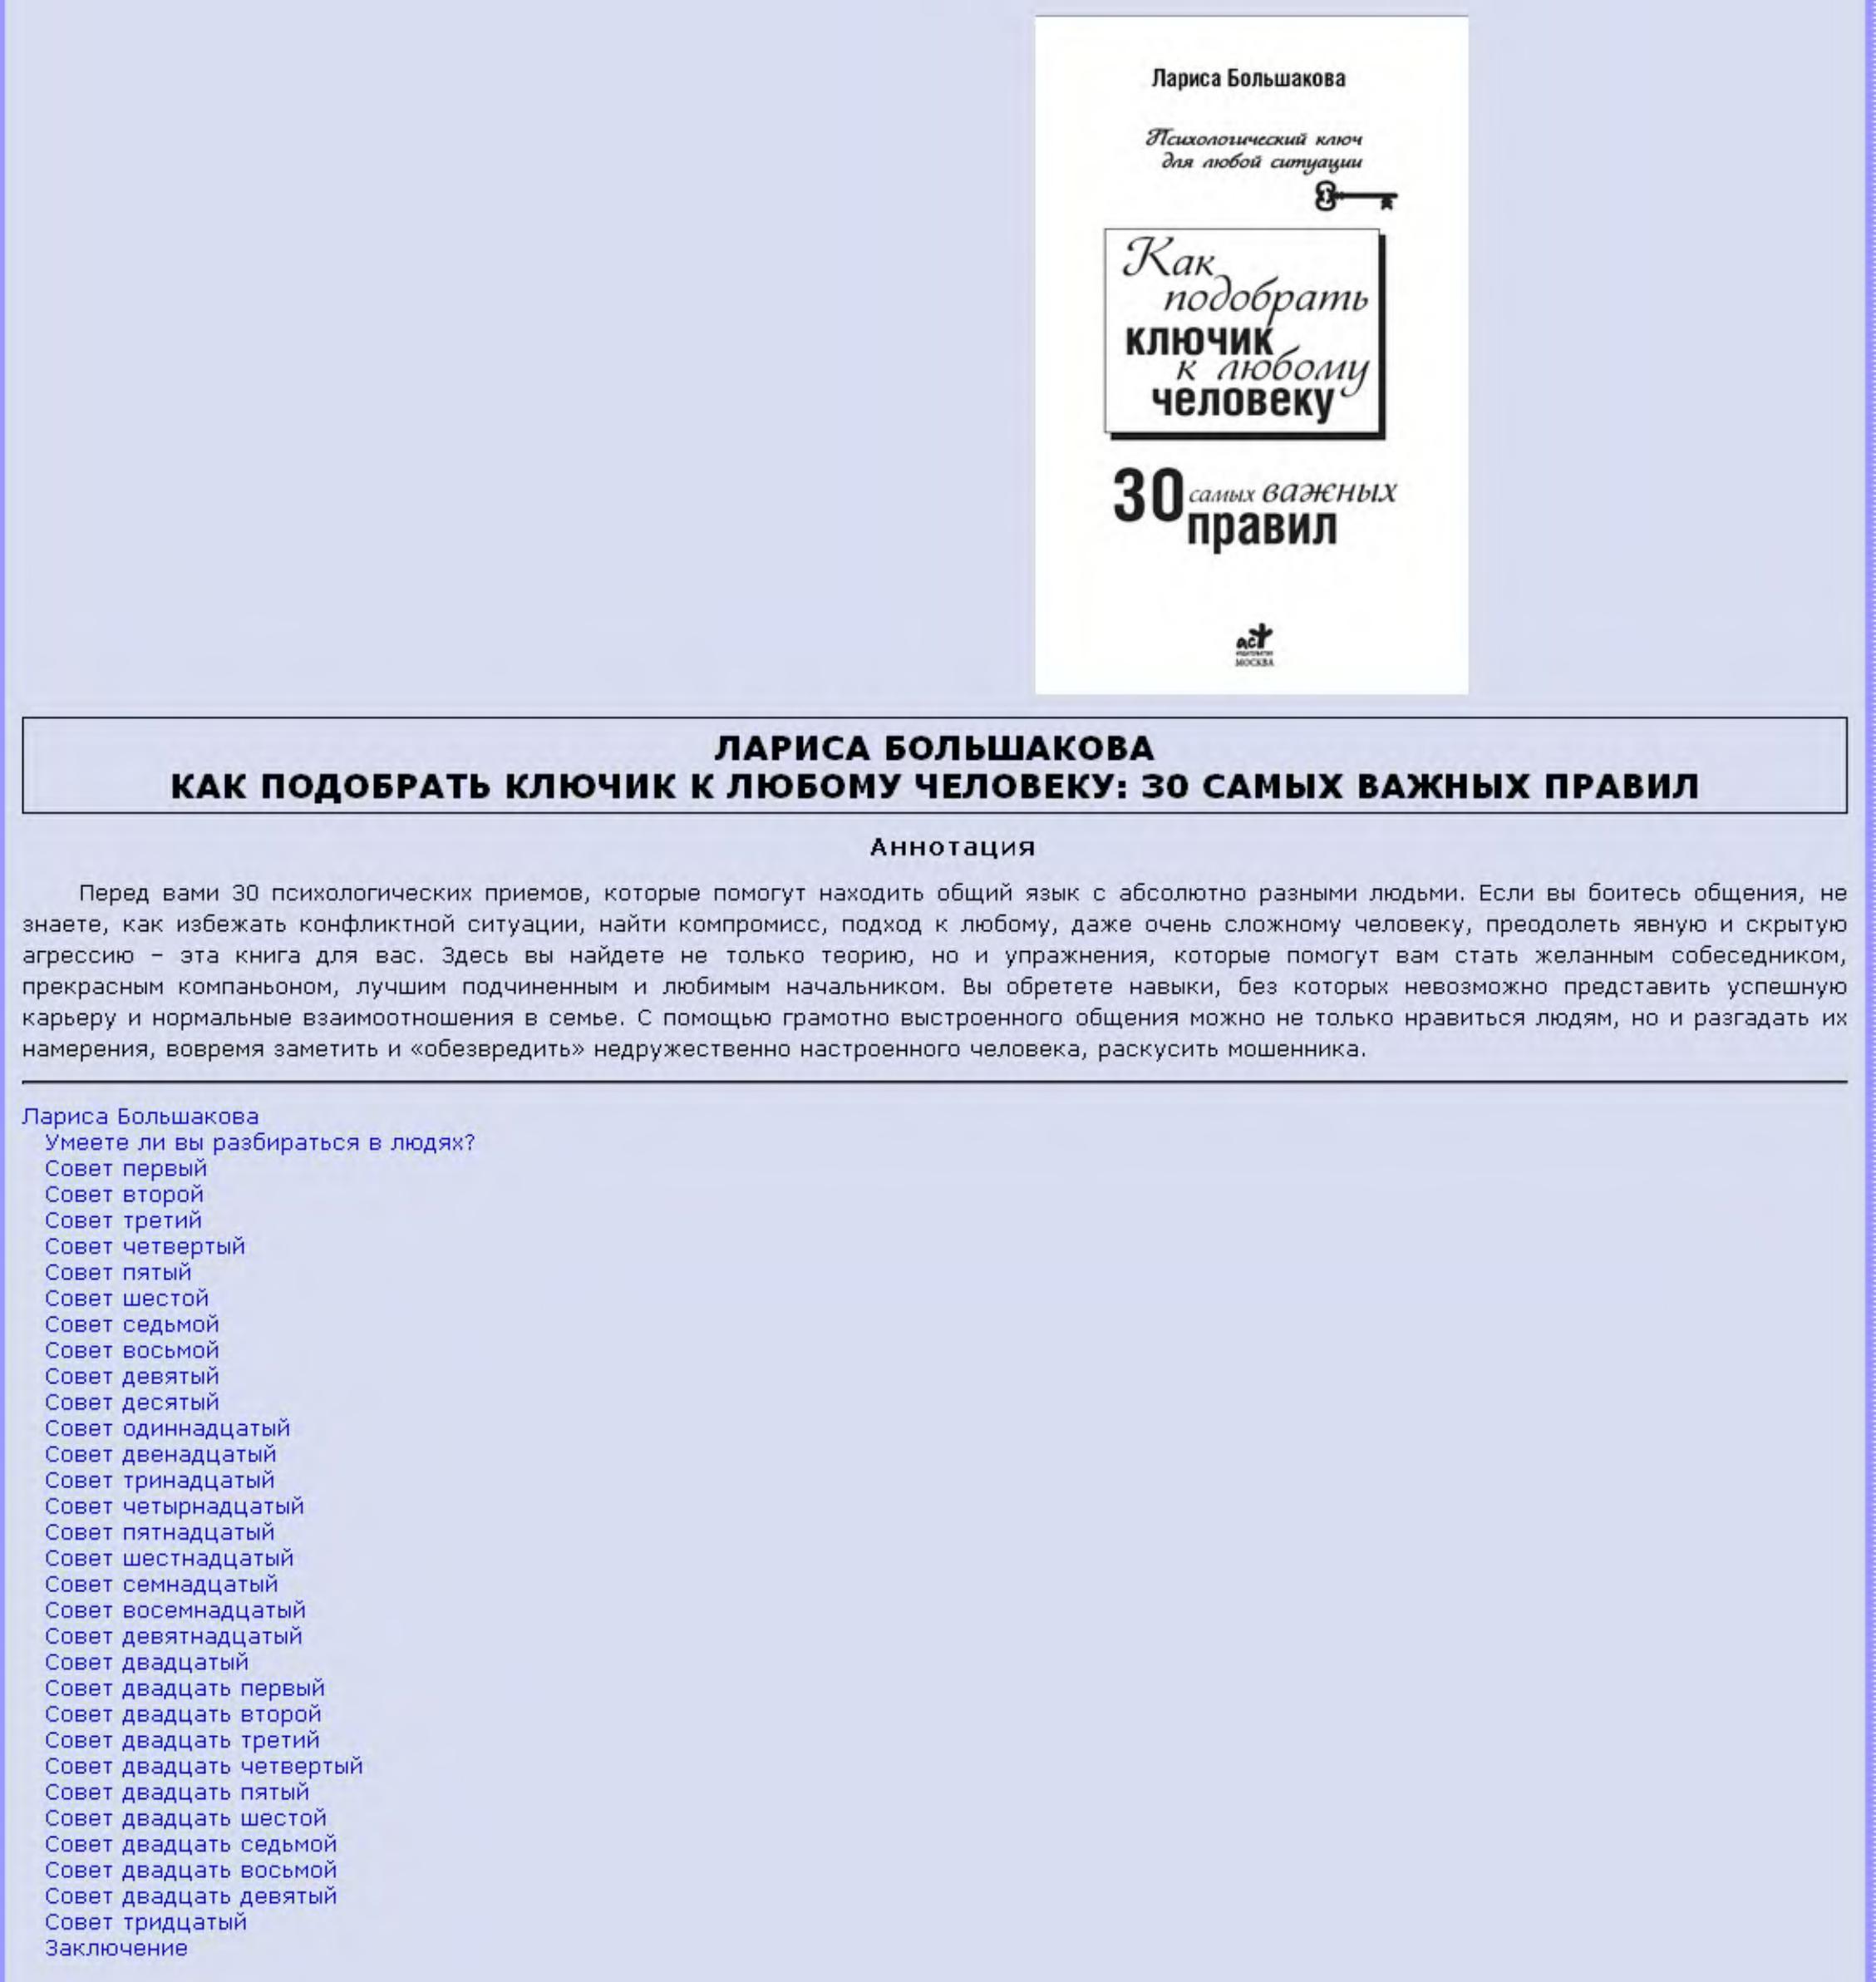 Лариса Большакова
Психологический ключ
для любой ситуации
Как
подобрать
ключик
к любому
человеку
30 самых важных
правил
аст
МОСКВА
ЛАРИСА БОЛЬШАКОВА
КАК ПОДОБРАТЬ КЛЮЧИК К ЛЮБОМУ ЧЕЛОВЕКУ: 30 САМЫХ ВАЖНЫХ ПРАВИЛ
Аннотация
Перед вами 30 психологических приемов, которые помогут находить общий язык с абсолютно разными людьми. Если вы боитесь общения, не
знаете, как избежать конфликтной ситуации, найти компромисс, подход к любому, даже очень сложному человеку, преодолеть явную и скрытую
агрессию – эта книга для вас. Здесь вы найдете не только теорию, но и упражнения, которые помогут вам стать желанным собеседником,
прекрасным компаньоном, лучшим подчиненным и любимым начальником. Вы обретете навыки, без которых невозможно представить успешную
карьеру и нормальные взаимоотношения в семье. С помощью грамотно выстроенного общения можно не только нравиться людям, но и разгадать их
намерения, вовремя заметить и «обезвредить» недружественно настроенного человека, раскусить мошенника.
Лариса Большакова
Умеете ли вы разбираться в людях?
Совет первый
Совет второй
Совет третий
Совет четвертый
Совет пятый
Совет шестой
Совет седьмой
Совет восьмой
Совет девятый
Совет десятый
Совет одиннадцатый
Совет двенадцатый
Совет тринадцатый
Совет четырнадцатый
Совет пятнадцатый
Совет шестнадцатый
Совет семнадцатый
Совет восемнадцатый
Совет девятнадцатый
Совет двадцатый
Совет двадцать первый
Совет двадцать второй
Совет двадцать третий
Совет двадцать четвертый
Совет двадцать пятый
Совет двадцать шестой
Совет двадцать седьмой
Совет двадцать восьмой
Совет двадцать девятый
Совет тридцатый
Заключение